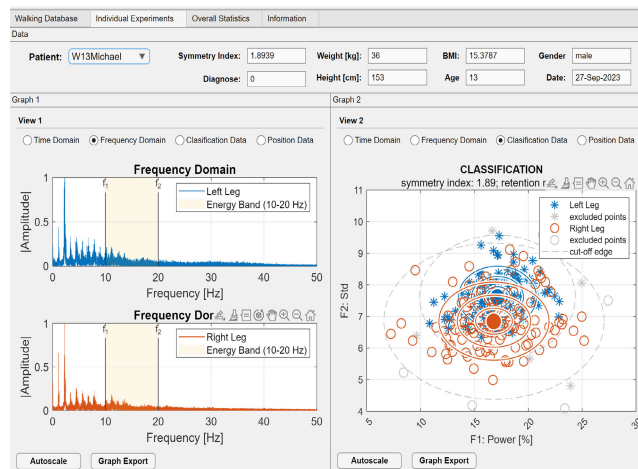 Walking Database Individual Experiments Overall Statistics Information
Data
Patient: W13Michael Symmetry Index: 1.8939 Weight [kg]: 36 BMI: 15.3787 Gender male
Diagnose: 0 Height [cm]: 153 Age 13 Date: 27-Sep-2023
Graph 1
View 1
Time Domain Frequency Domain Clasification Data Position Data
Frequency Domain
1
0.5
0
|Amplitude|
f1 f2
Left Leg
Energy Band (10-20 Hz)
0 10 20 30 40 50
Frequency [Hz]
Frequency Dor
1
0.5
0
|Amplitude|
f1 f2
Right Leg
Energy Band (10-20 Hz)
0 10 20 30 40 50
Frequency [Hz]
Autoscale Graph Export
Graph 2
View 2
Time Domain Frequency Domain Clasification Data Position Data
CLASSIFICATION
symmetry index: 1.89; retention r
11
10
9
8
7
6
5
4
F2: Std
Left Leg
excluded points
Right Leg
excluded points
cut-off edge
5 10 15 20 25 30
F1: Power [%]
Autoscale Graph Export